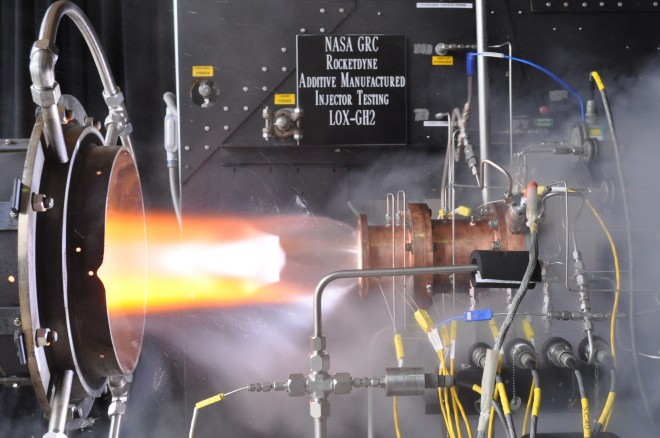 NASA GRC
Rocketdyne
Additive Manufactured
Injector Testing
LOX-GH2